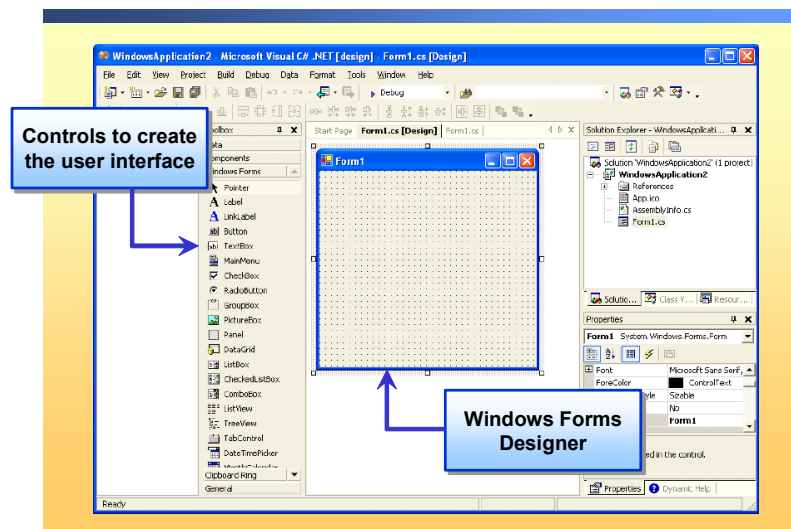 WindowsApplication2 - Microsoft Visual C# .NET [design] - Form1.cs [Design]
File Edit View Project Build Debug Data Format Tools Window Help
Debug
Controls to create
the user interface
Start Page Form1.cs [Design] Form1.cs
Windows Forms
Pointer
Label
LinkLabel
Button
TextBox
MainMenu
CheckBox
RadioButton
GroupBox
PictureBox
Panel
DataGrid
ListBox
CheckedListBox
ComboBox
ListView
TreeView
TabControl
DateTimePicker
Clipboard Ring
General
Form1
Windows Forms
Designer
Solution Explorer - WindowsApplicati...
Solution 'WindowsApplication2' (1 project)
WindowsApplication2
References
App.ico
AssemblyInfo.cs
Form1.cs
Solutio... Class V... Resour...
Properties
Form1 System.Windows.Forms.Form
Font Microsoft Sans Serif,
ForeColor ControlText
Sizable
No
Form1
in the control.
Properties Dynamic Help
Ready